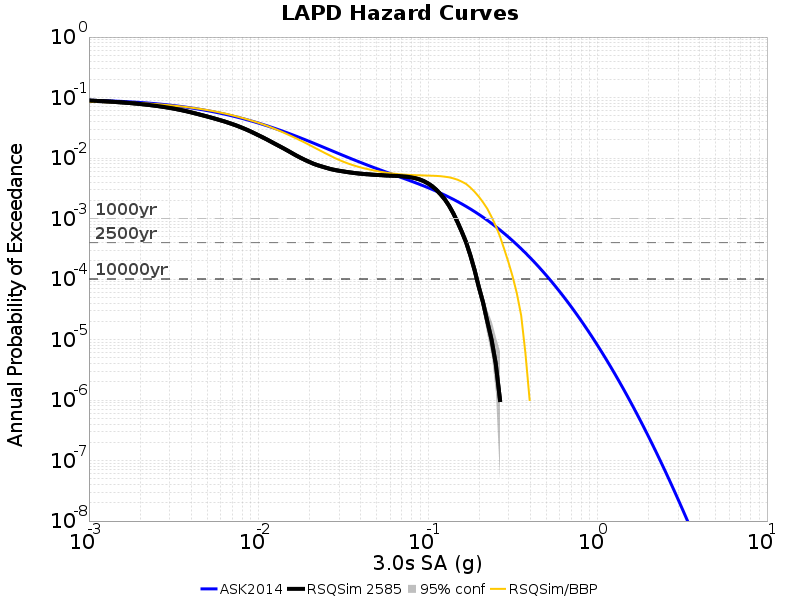 LAPD Hazard Curves
Annual Probability of Exceedance
10^0
10^-1
10^-2
10^-3
10^-4
10^-5
10^-6
10^-7
10^-8
1000yr
2500yr
10000yr
10^-3 10^-2 10^-1 10^0 10^1
3.0s SA (g)
ASK2014 RSQSim 2585 95% conf RSQSim/BBP